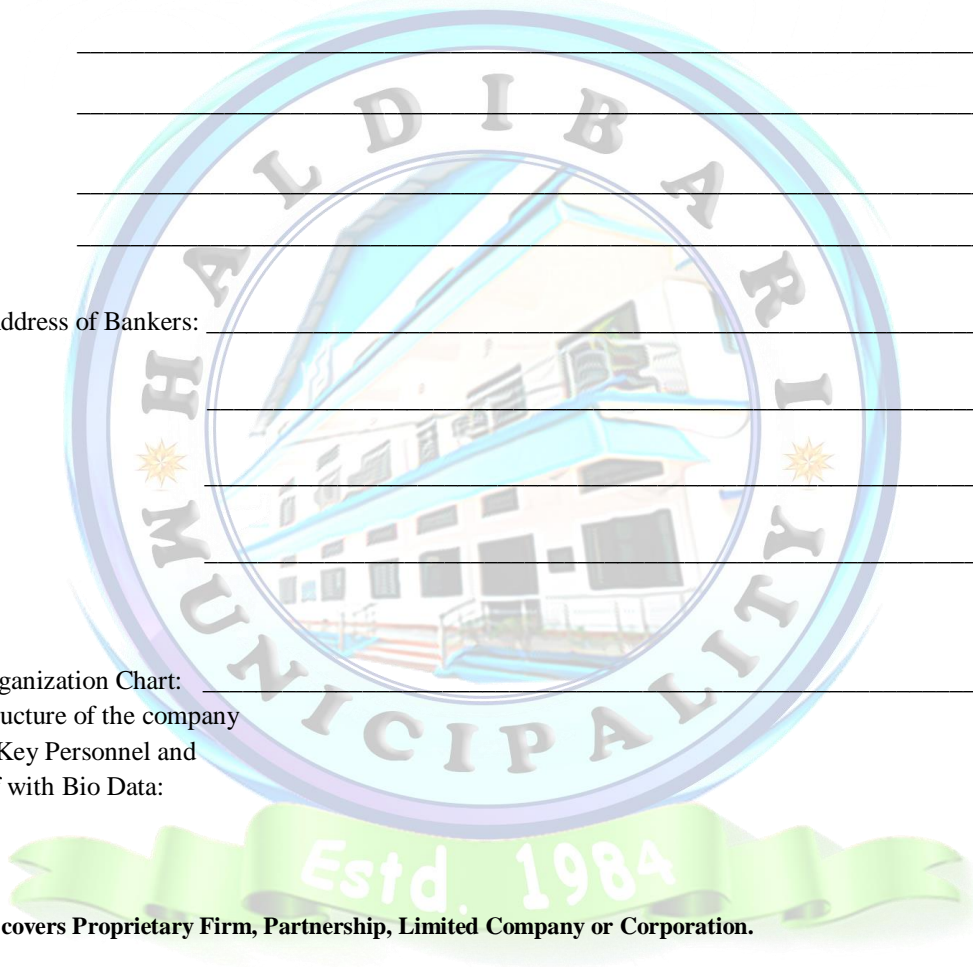 HALDIBARI
ddress of Bankers:
MUNICIPALITY
ganization Chart:
ucture of the company
Key Personnel and
with Bio Data:
Estd. 1984
covers Proprietary Firm, Partnership, Limited Company or Corporation.